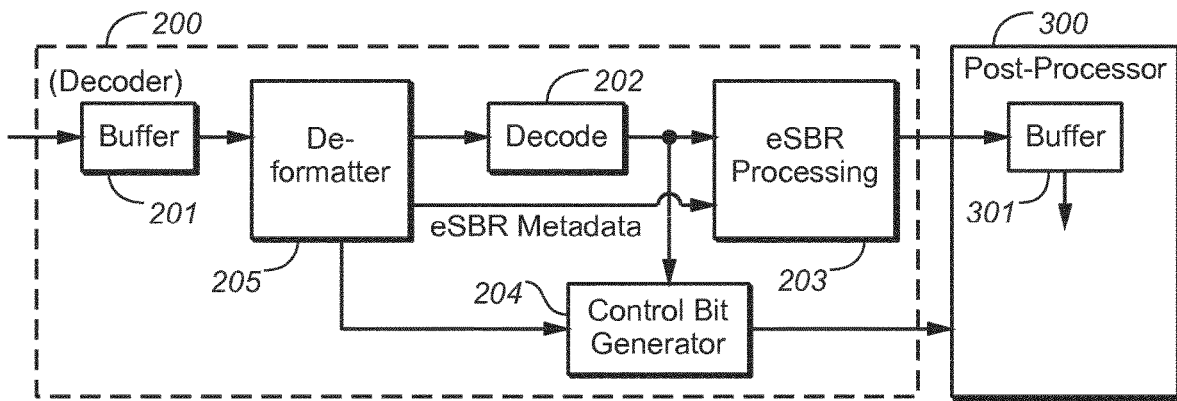 200
(Decoder)
Buffer
201
De-
formatter
205
202
Decode
eSBR Metadata
204
Control Bit
Generator
eSBR
Processing
203
300
Post-Processor
Buffer
301